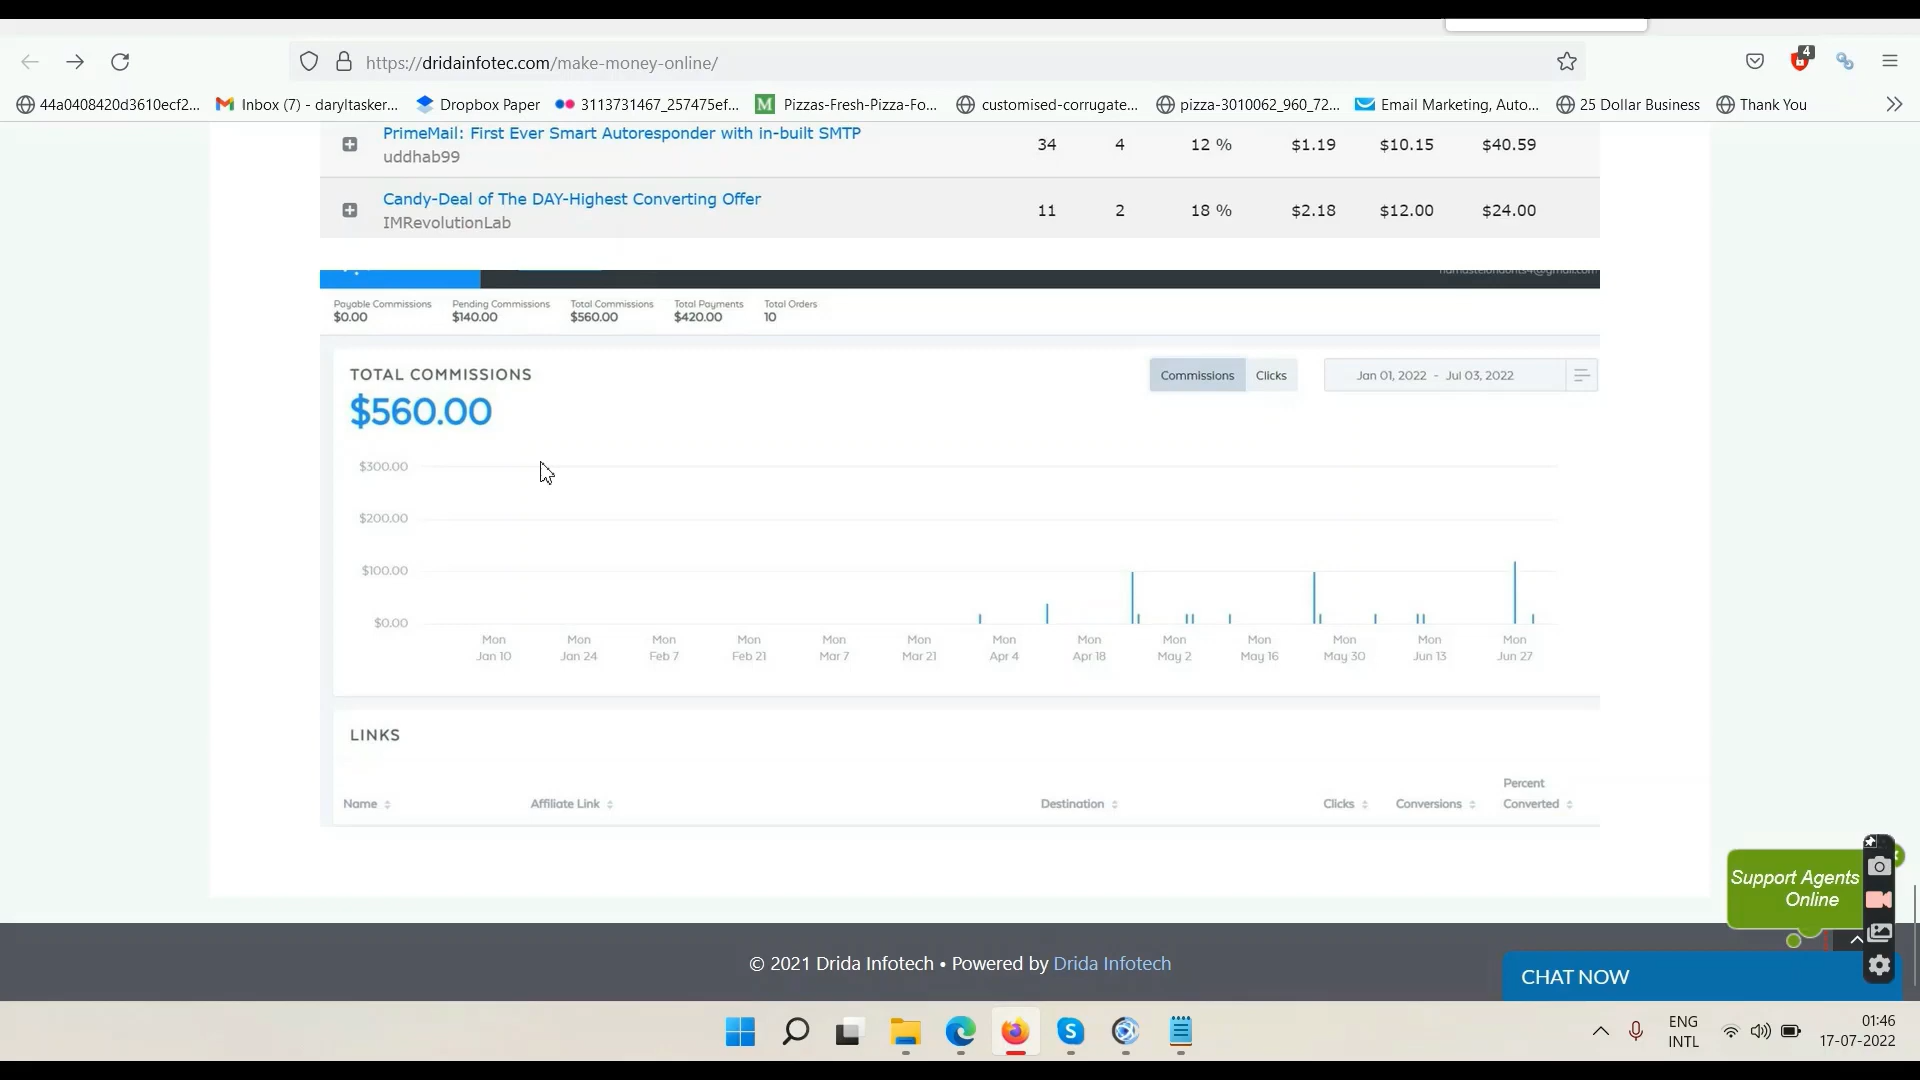 https://dridainfotec.com/make-money-online/
4
44a0408420d3610ecf2...
Inbox (7) - daryltasker...
Dropbox Paper
3113731467_257475ef...
Pizzas-Fresh-Pizza-Fo...
customised-corrugate...
pizza-3010062_960_72...
Email Marketing, Auto...
25 Dollar Business
Thank You
PrimeMail: First Ever Smart Autoresponder with in-built SMTP
uddhab99
34 4 12 % $1.19 $10.15 $40.59
Candy-Deal of The DAY-Highest Converting Offer
IMRevolutionLab
11 2 18 % $2.18 $12.00 $24.00
Payable Commissions Pending Commissions Total Commissions Total Payments Total Orders
$0.00 $140.00 $560.00 $420.00 10
TOTAL COMMISSIONS
$560.00
Commissions Clicks
Jan 01, 2022 - Jul 03, 2022
$300.00
$200.00
$100.00
$0.00
Mon Mon Mon Mon Mon Mon Mon Mon Mon Mon Mon Mon Mon
Jan 10 Jan 24 Feb 7 Feb 21 Mar 7 Mar 21 Apr 4 Apr 18 May 2 May 16 May 30 Jun 13 Jun 27
LINKS
Name Affiliate Link Destination Clicks Conversions Percent
Converted
Support Agents
Online
© 2021 Drida Infotech • Powered by Drida Infotech
CHAT NOW
ENG
INTL
01:46
17-07-2022